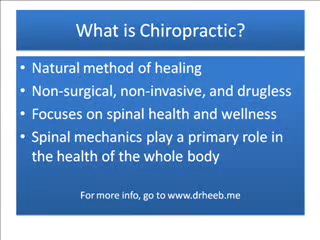 What is Chiropractic?
• Natural method of healing
• Non-surgical, non-invasive, and drugless
• Focuses on spinal health and wellness
• Spinal mechanics play a primary role in
the health of the whole body
For more info, go to www.drheeb.me